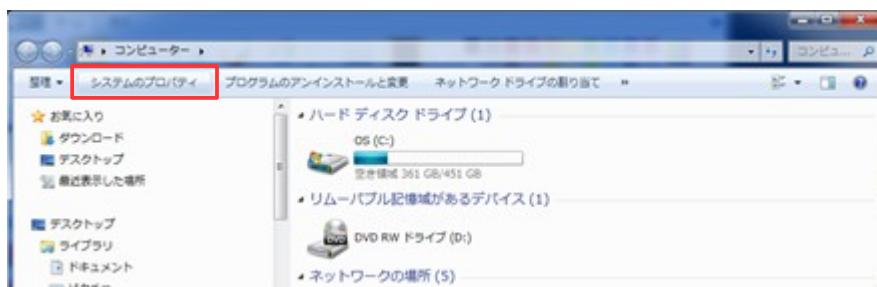 コンピューター
コンピュ...
整理 システムのプロパティ プログラムのアンインストールと変更 ネットワーク ドライブの割り当て »
お気に入り
ダウンロード
デスクトップ
最近表示した場所
デスクトップ
ライブラリ
ドキュメント
ハード ディスク ドライブ (1)
OS (C:)
空き領域 361 GB/451 GB
リムーバブル記憶域があるデバイス (1)
DVD RW ドライブ (D:)
ネットワークの場所 (5)